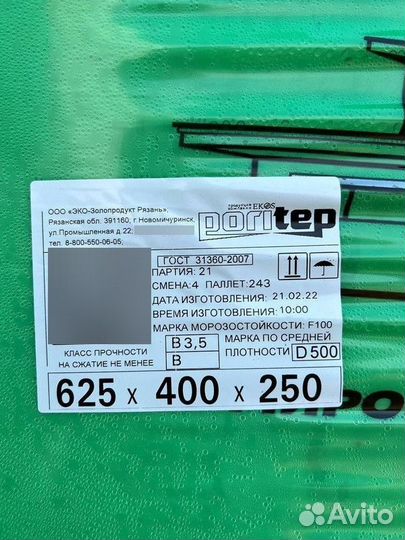 ООО «ЭКО-Золопродукт Рязань»,
Рязанская обл. 391160, г. Новомичуринск,
ул.Промышленная д.22;
тел. 8-800-550-06-05;
EKOS
poritep
ГОСТ 31360-2007
ПАРТИЯ: 21
СМЕНА: 4 ПАЛЛЕТ:243
ДАТА ИЗГОТОВЛЕНИЯ: 21.02.22
ВРЕМЯ ИЗГОТОВЛЕНИЯ: 10:00
МАРКА МОРОЗОСТОЙКОСТИ: F100
КЛАСС ПРОЧНОСТИ
НА СЖАТИЕ НЕ МЕНЕЕ
В 3,5
В
МАРКА ПО СРЕДНЕЙ
ПЛОТНОСТИ D 500
625 х 400 х 250
Avito